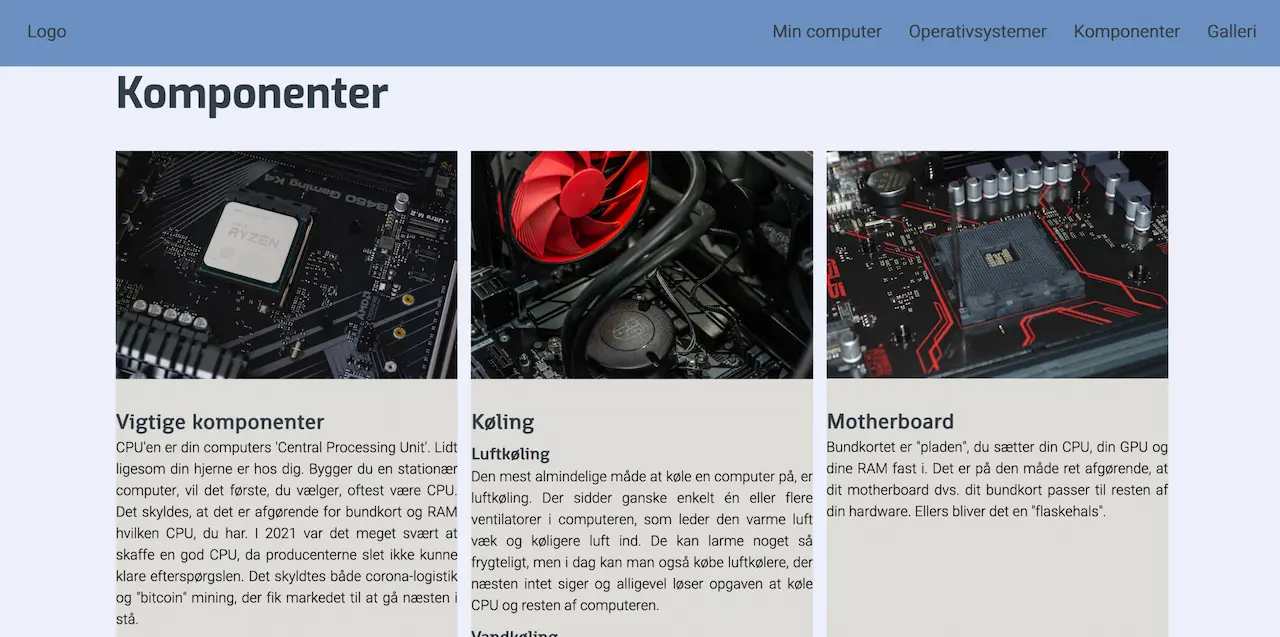 Logo
Min computer
Operativsystemer
Komponenter
Galleri
Komponenter
B450 Gaming K4
Ultra M.2
RYZEN
AMD
Vigtige komponenter
CPU'en er din computers 'Central Processing Unit'. Lidt
ligesom din hjerne er hos dig. Bygger du en stationær
computer, vil det første, du vælger, oftest være CPU.
Det skyldes, at det er afgørende for bundkort og RAM
hvilken CPU, du har. I 2021 var det meget svært at
skaffe en god CPU, da producenterne slet ikke kunne
klare efterspørgslen. Det skyldtes både corona-logistik
og "bitcoin" mining, der fik markedet til at gå næsten i
stå.
Køling
Luftkøling
Den mest almindelige måde at køle en computer på, er
luftkøling. Der sidder ganske enkelt én eller flere
ventilatorer i computeren, som leder den varme luft
væk og køligere luft ind. De kan larme noget så
frygteligt, men i dag kan man også købe luftkølere, der
næsten intet siger og alligevel løser opgaven at køle
CPU og resten af computeren.
Vandkøling
Motherboard
Bundkortet er "pladen", du sætter din CPU, din GPU og
dine RAM fast i. Det er på den måde ret afgørende, at
dit motherboard dvs. dit bundkort passer til resten af
din hardware. Ellers bliver det en "flaskehals".